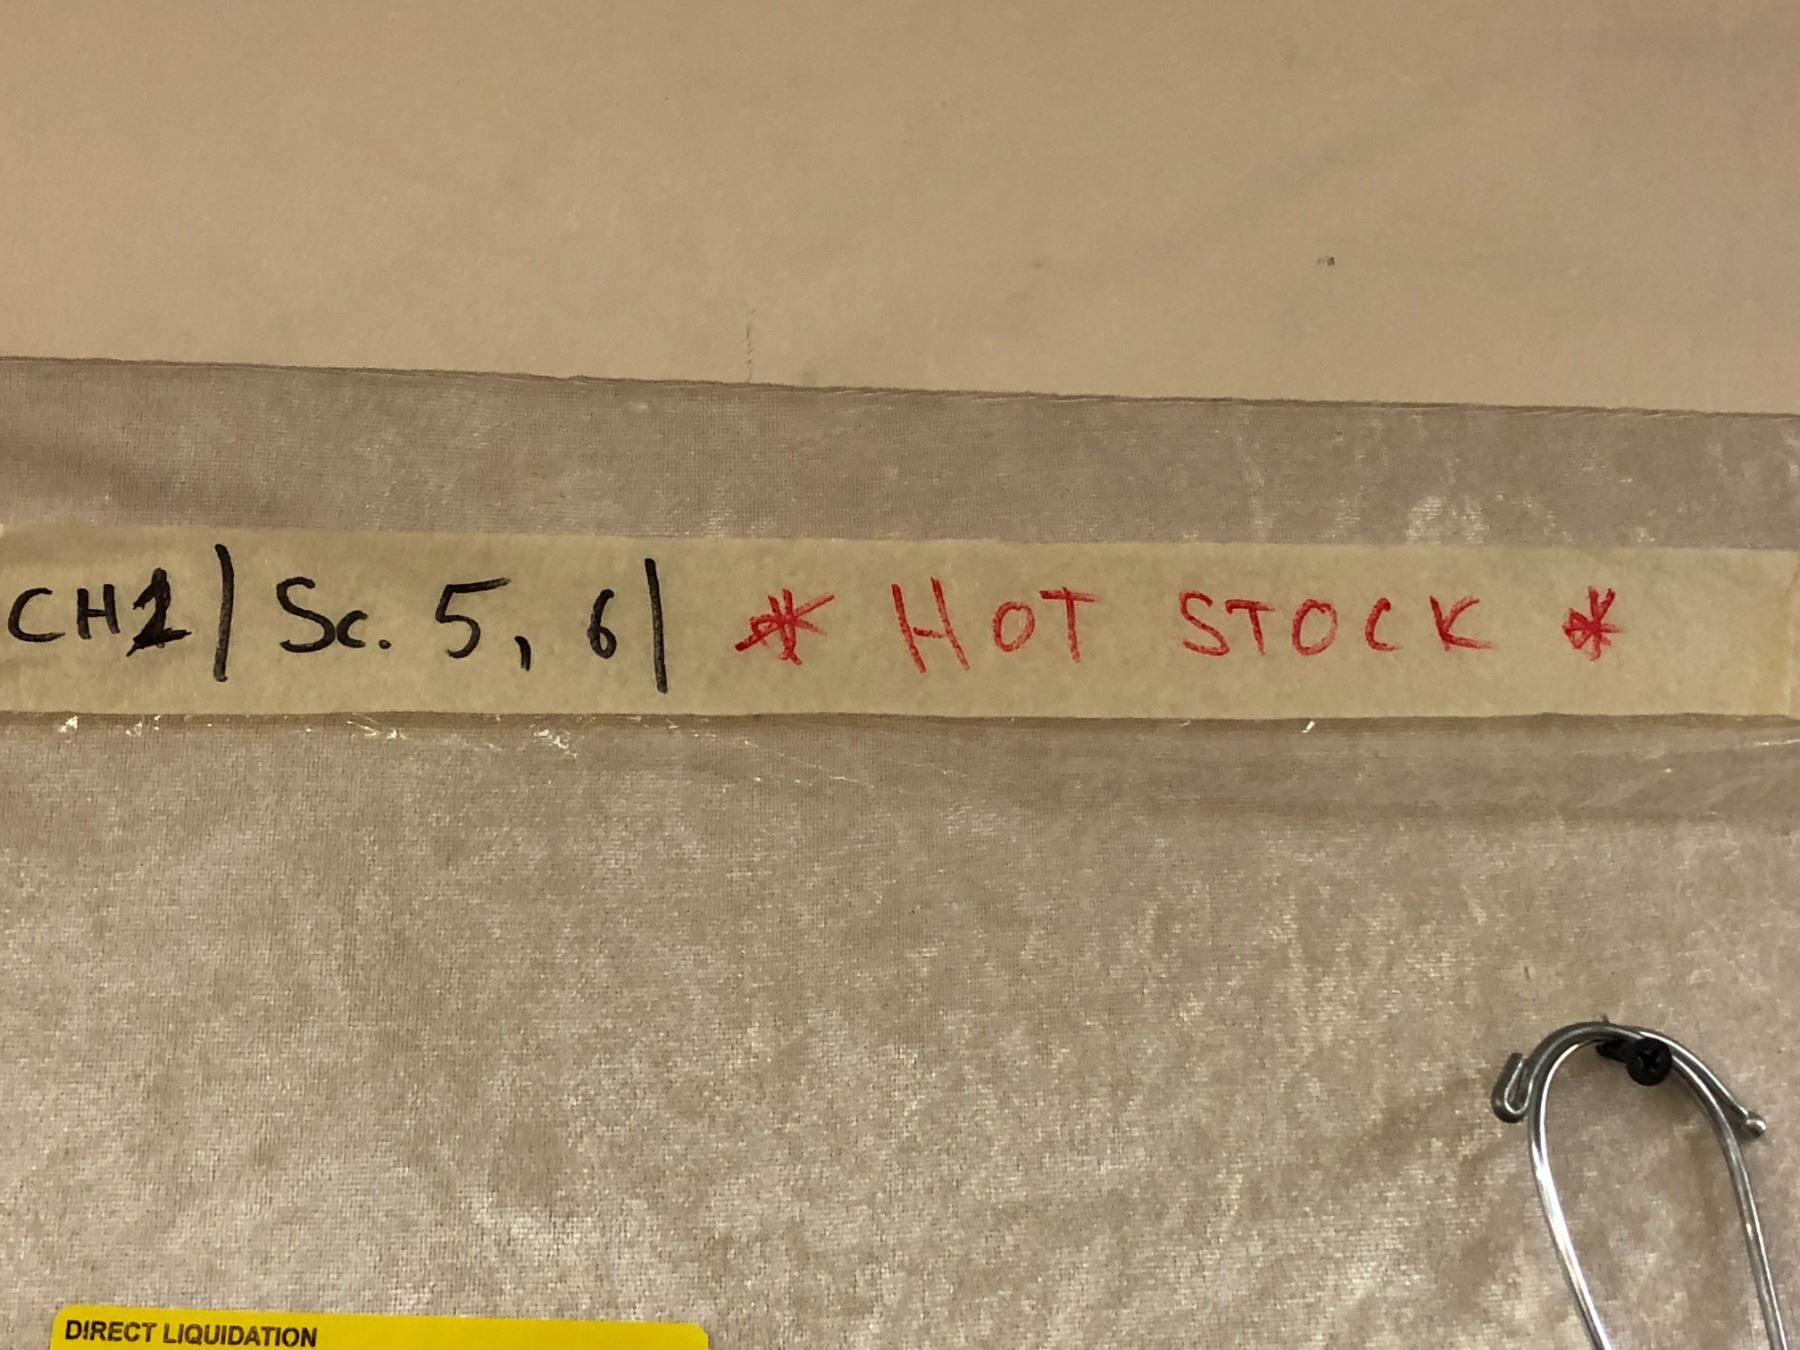 CH1 | Sc. 5, 6 | * HOT STOCK *
DIRECT LIQUIDATION